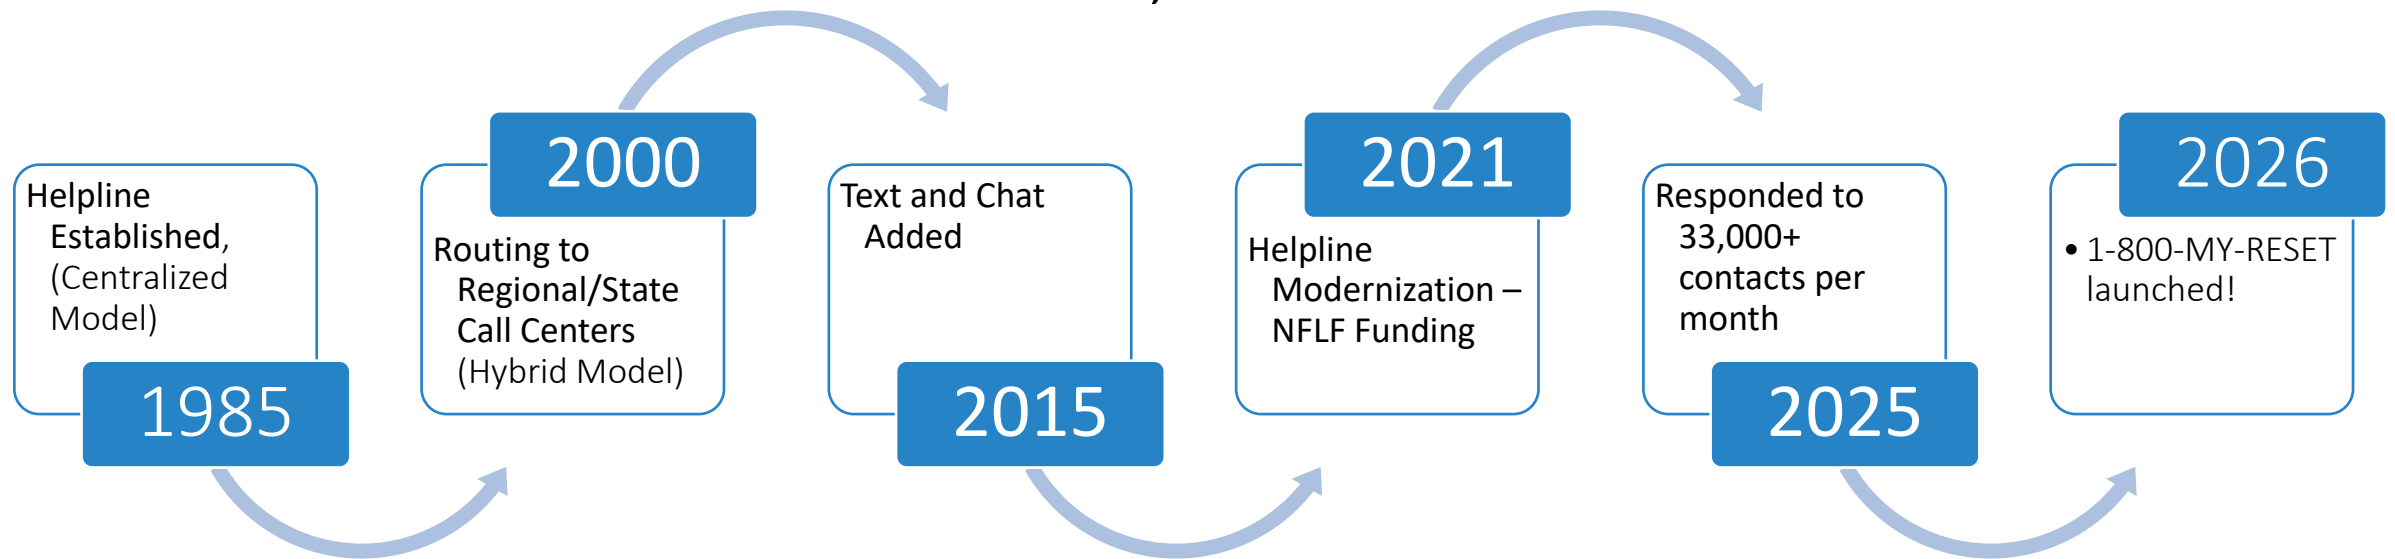 Helpline
Established,
(Centralized
Model)
1985
2000
Routing to
Regional/State
Call Centers
(Hybrid Model)
Text and Chat
Added
2015
2021
Helpline
Modernization –
NFLF Funding
Responded to
33,000+
contacts per
month
2025
2026
• 1-800-MY-RESET
launched!